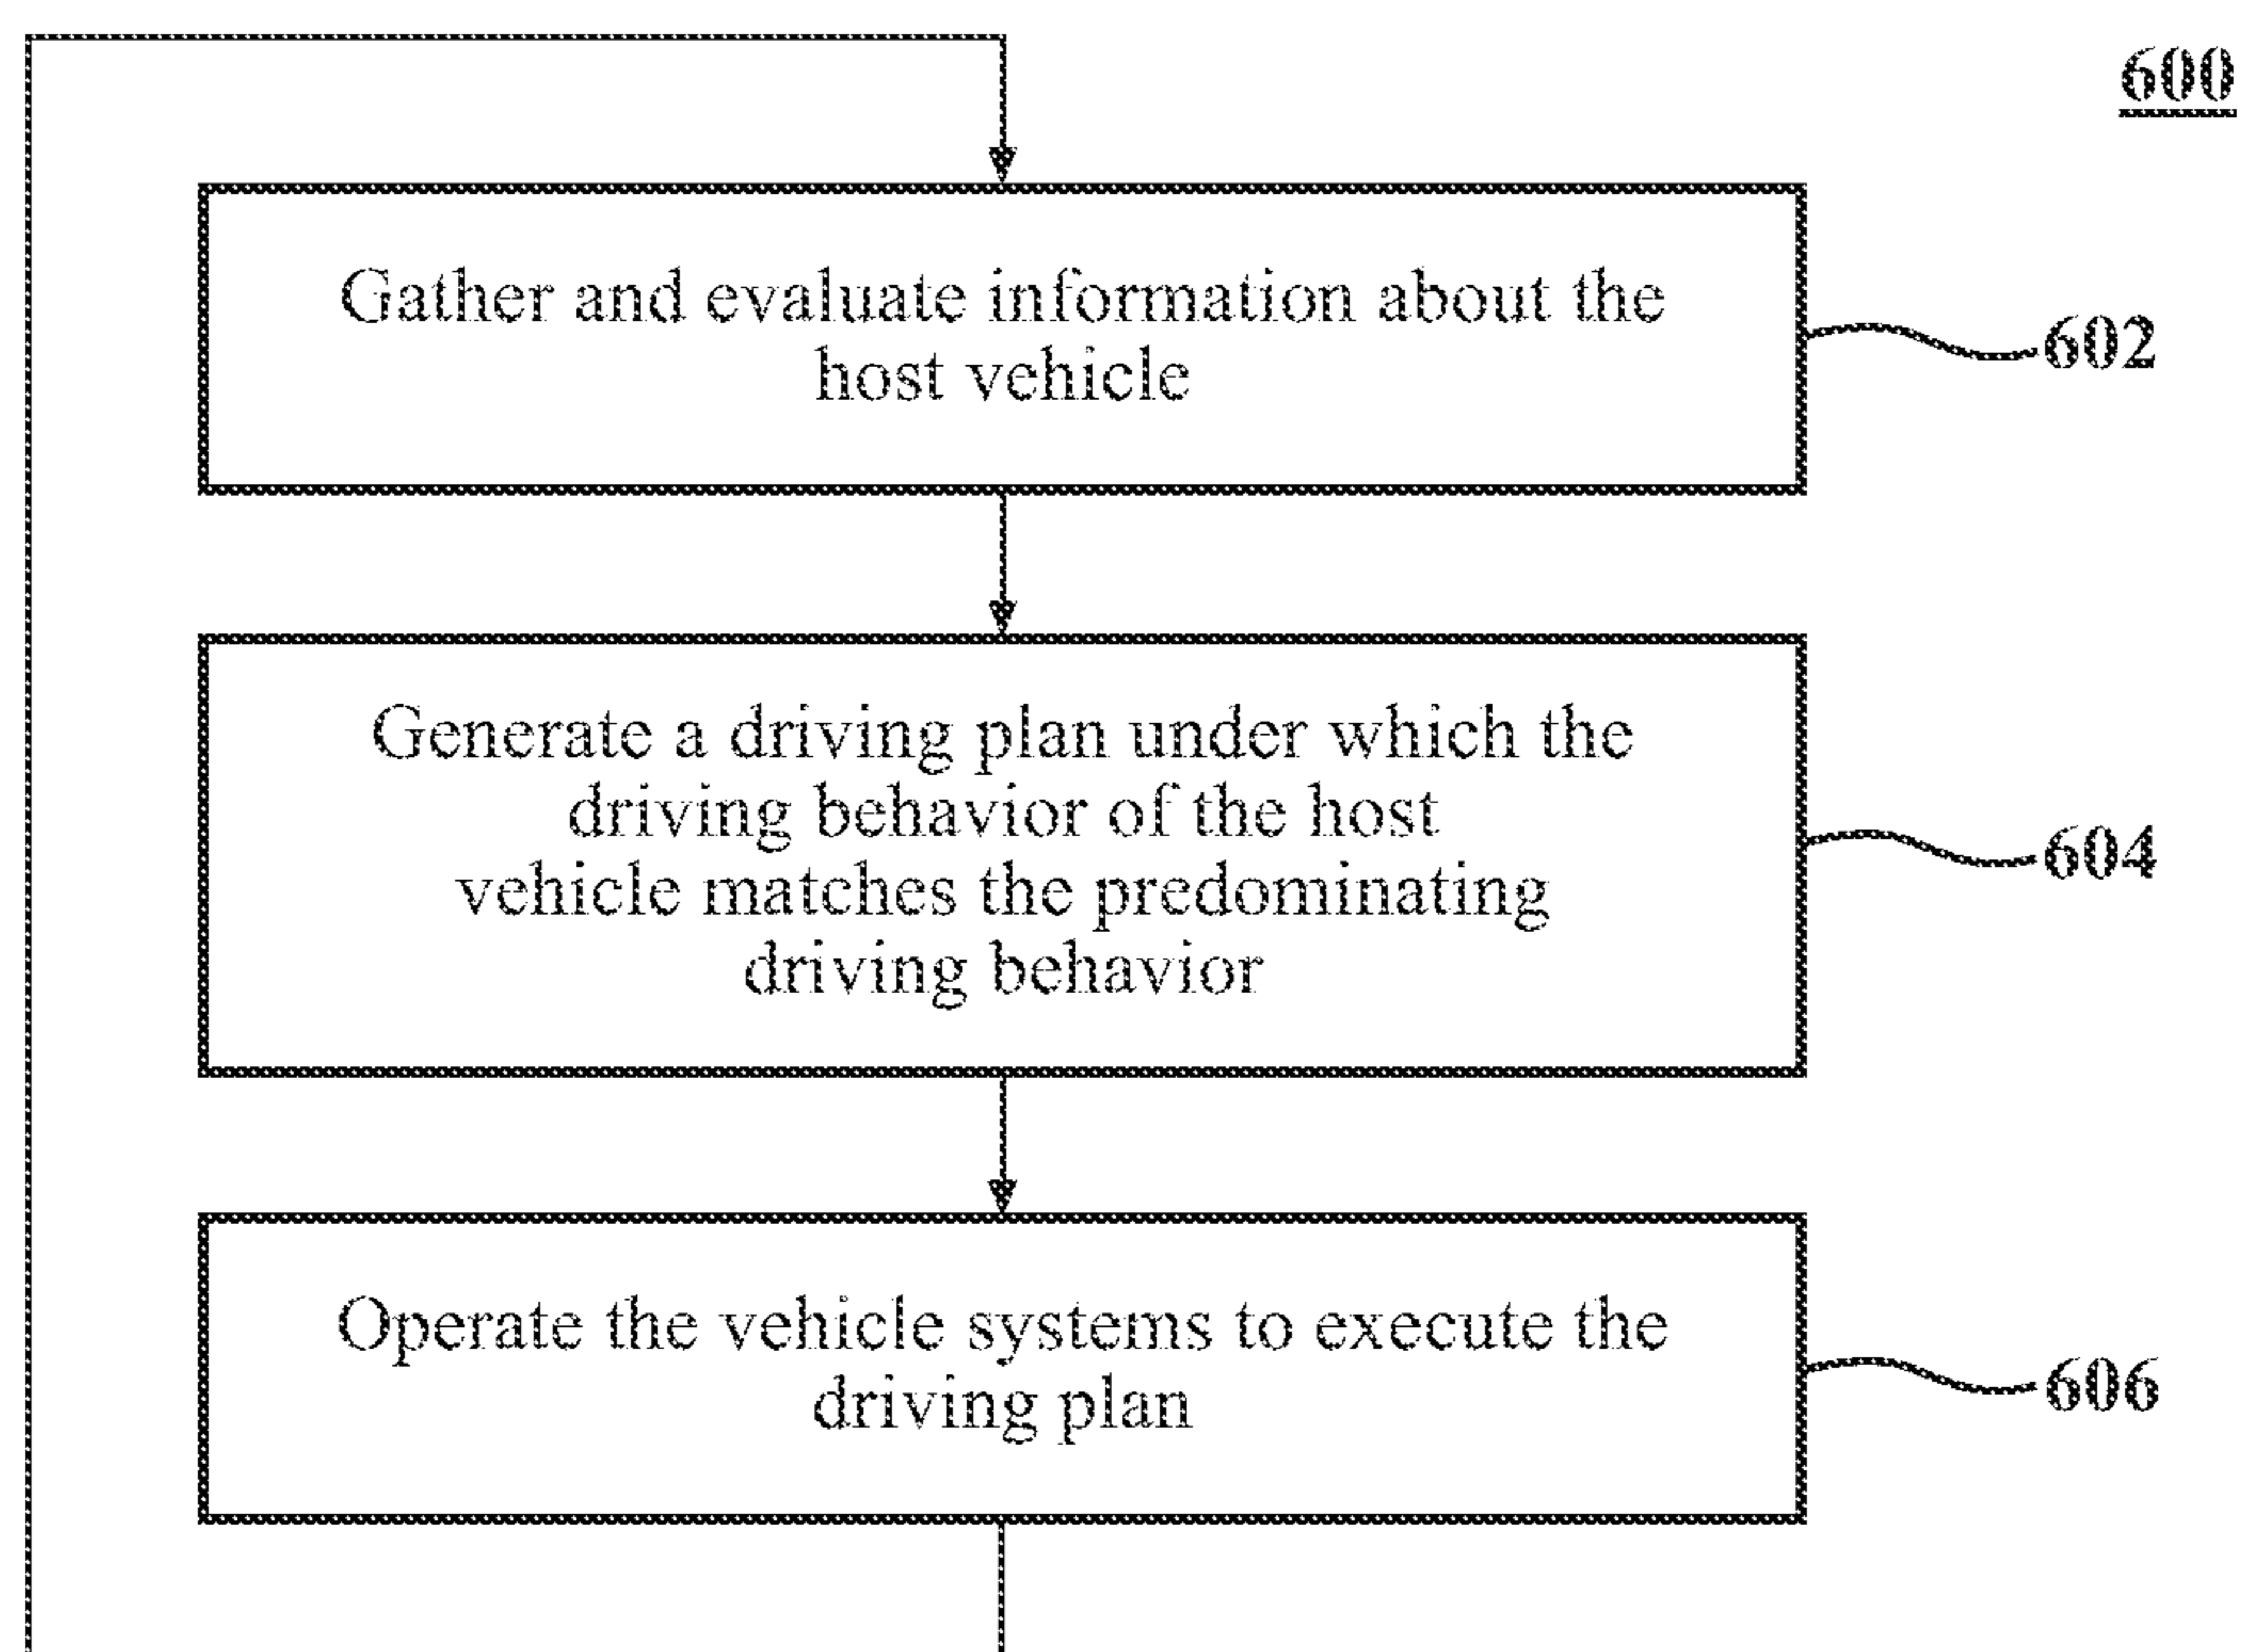 600
Gather and evaluate information about the
host vehicle
602
Generate a driving plan under which the
driving behavior of the host
vehicle matches the predominating
driving behavior
604
Operate the vehicle systems to execute the
driving plan
606